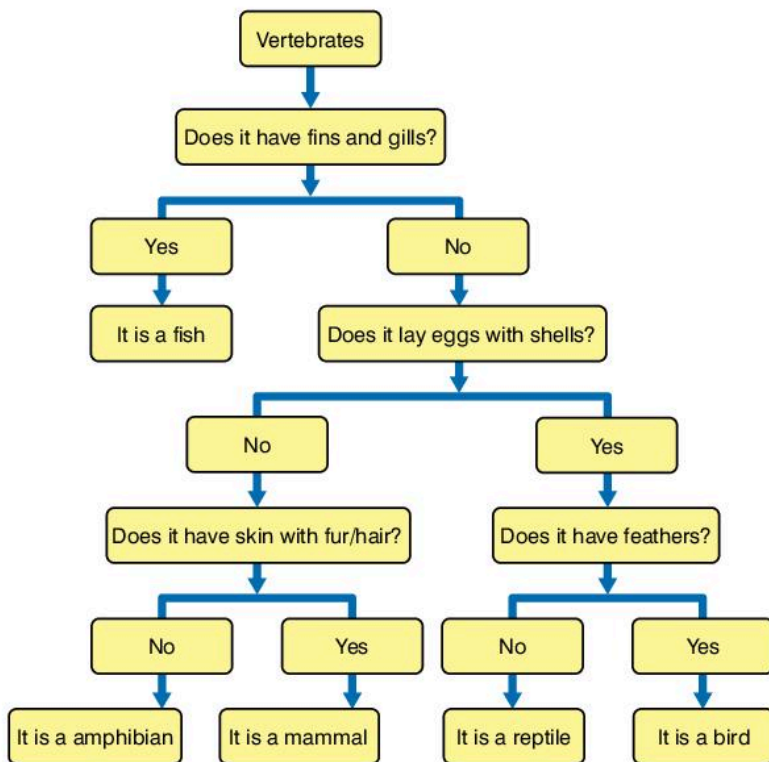 Vertebrates
Does it have fins and gills?
Yes
No
It is a fish
Does it lay eggs with shells?
No
Yes
Does it have skin with fur/hair?
Does it have feathers?
No
Yes
No
Yes
It is a amphibian
It is a mammal
It is a reptile
It is a bird